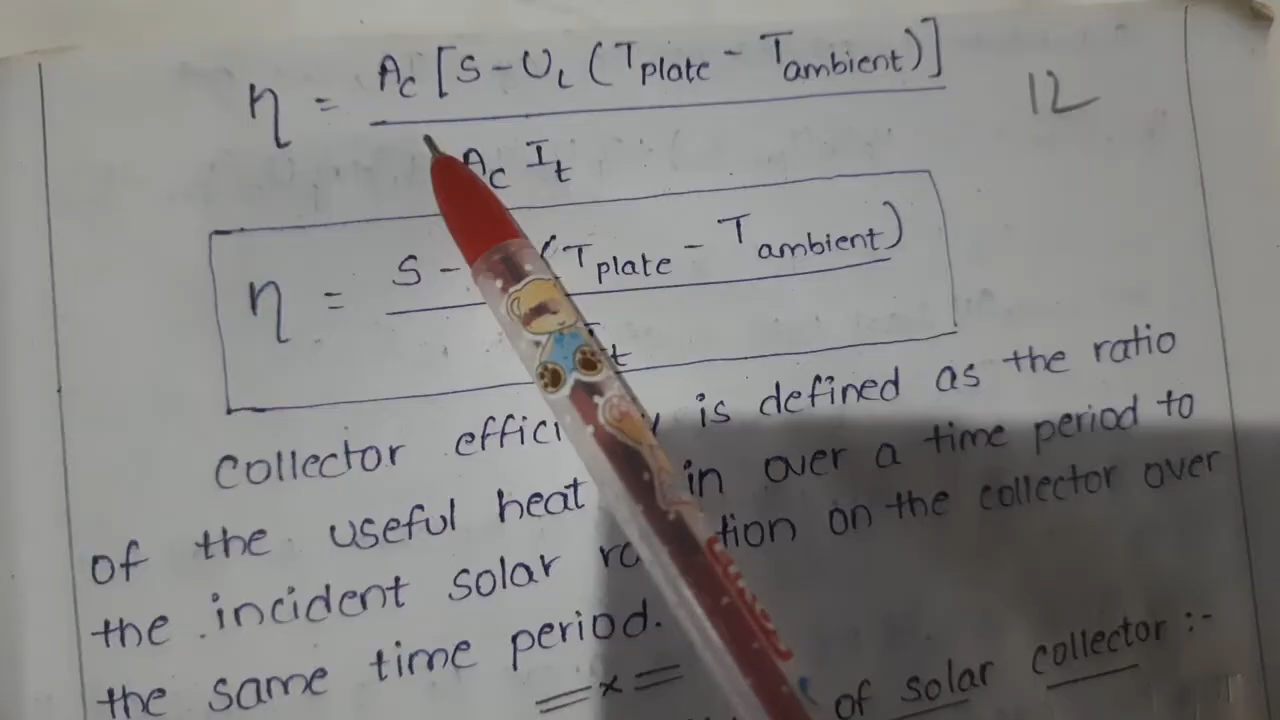 η = A_c [S - U_L (T_plate - T_ambient)]
12
A_c I_t
η = S - (T_plate - T_ambient)
t
Collector is defined as the ratio
of the useful heat in over a time period to
the incident solar on the collector over
the same time period.
=x=
of solar collector :-